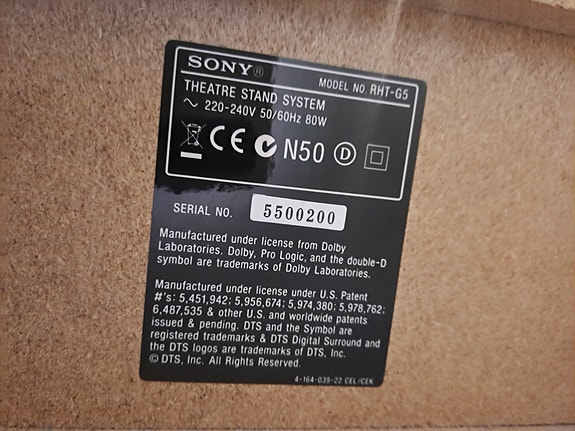 SONY®
MODEL NO. RHT-G5
THEATRE STAND SYSTEM
~ 220-240V 50/60Hz 80W
CE N50 D
SERIAL NO. 5500200
Manufactured under license from Dolby
Laboratories. Dolby, Pro Logic, and the double-D
symbol are trademarks of Dolby Laboratories.
Manufactured under license under U.S. Patent
#'s: 5,451,942; 5,956,674; 5,974,380; 5,978,762;
6,487,535 & other U.S. and worldwide patents
issued & pending. DTS and the Symbol are
registered trademarks & DTS Digital Surround and
the DTS logos are trademarks of DTS, Inc.
© DTS, Inc. All Rights Reserved.
4-164-039-22 CEL/CEK